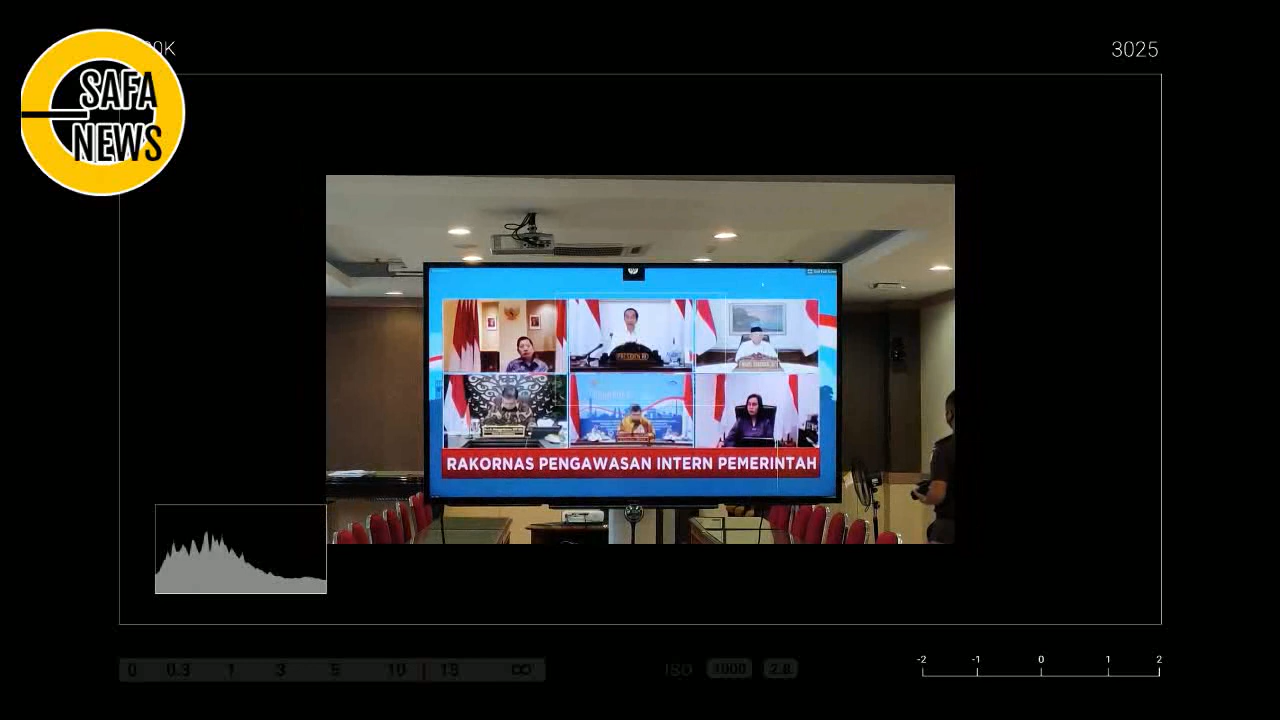 SAFA
NEWS
3025
PRESIDEN RI
RAKORNAS PENGAWASAN INTERN PEMERINTAH
0 0.3 1 3 5 10 15 ∞
ISO 1000 2.8
-2 -1 0 1 2